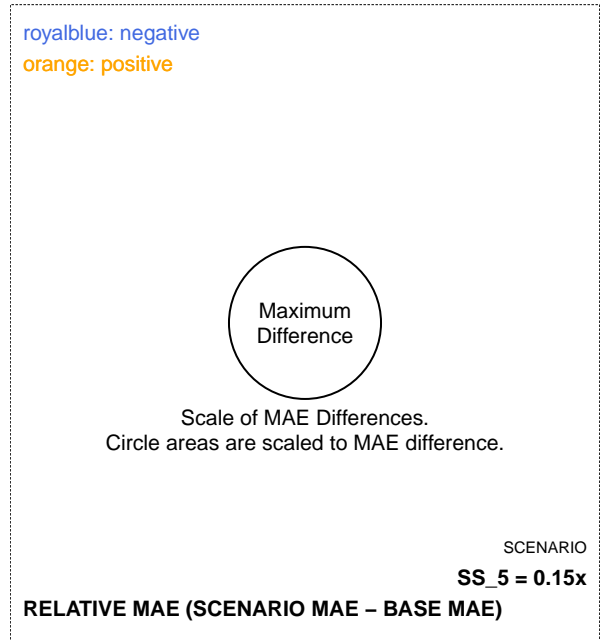 royalblue: negative
orange: positive
Maximum
Difference
Scale of MAE Differences.
Circle areas are scaled to MAE difference.
SCENARIO
SS_5 = 0.15x
RELATIVE MAE (SCENARIO MAE – BASE MAE)